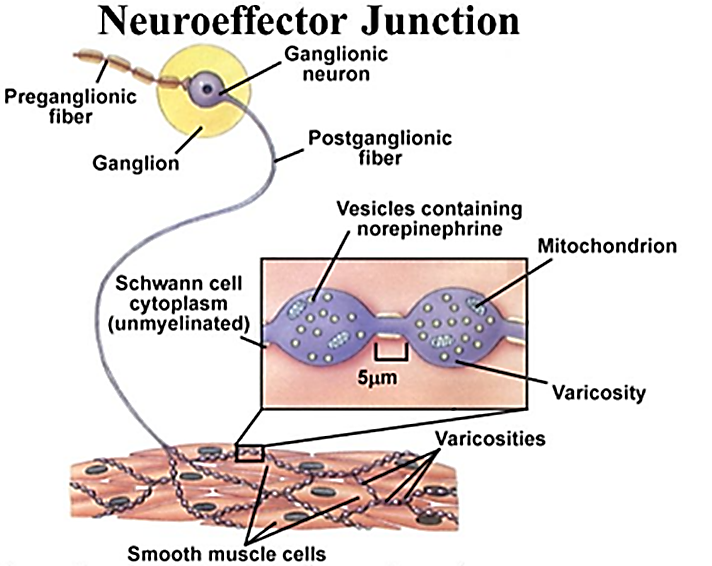 Neuroeffector Junction
Ganglionic
neuron
Preganglionic
fiber
Ganglion
Postganglionic
fiber
Vesicles containing
norepinephrine
Mitochondrion
Schwann cell
cytoplasm
(unmyelinated)
5μm
Varicosity
Varicosities
Smooth muscle cells